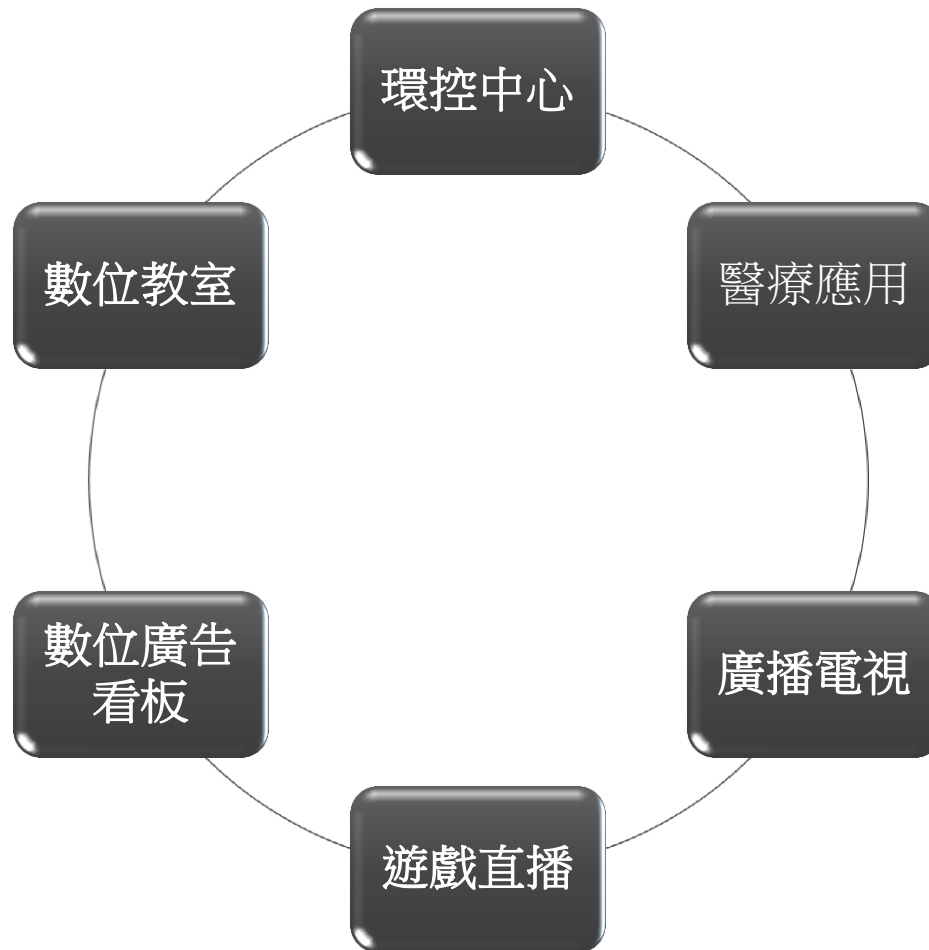 環控中心
數位教室
醫療應用
數位廣告
看板
廣播電視
遊戲直播